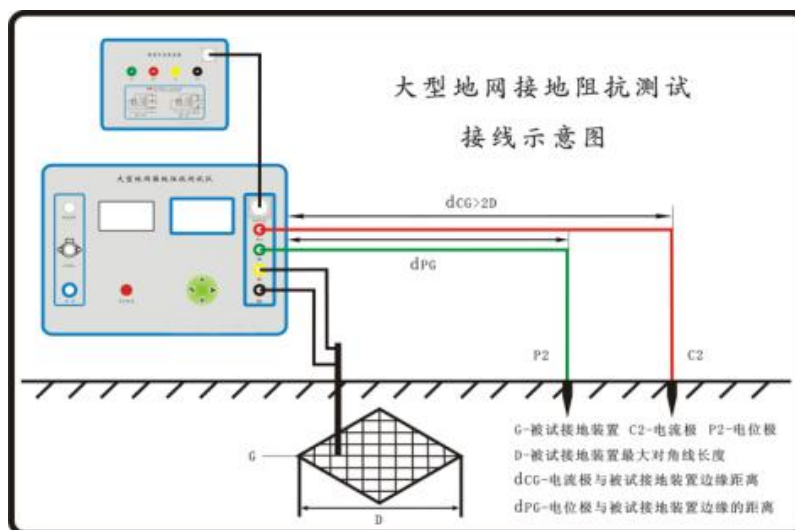 大型地网接地阻抗测试
接线示意图
大型地网接地阻抗测试仪
dCG>2D
dPG
P2
C2
G
D
G-被试接地装置 C2-电流极 P2-电位极
D-被试接地装置最大对角线长度
dCG-电流极与被试接地装置边缘距离
dPG-电位极与被试接地装置边缘的距离